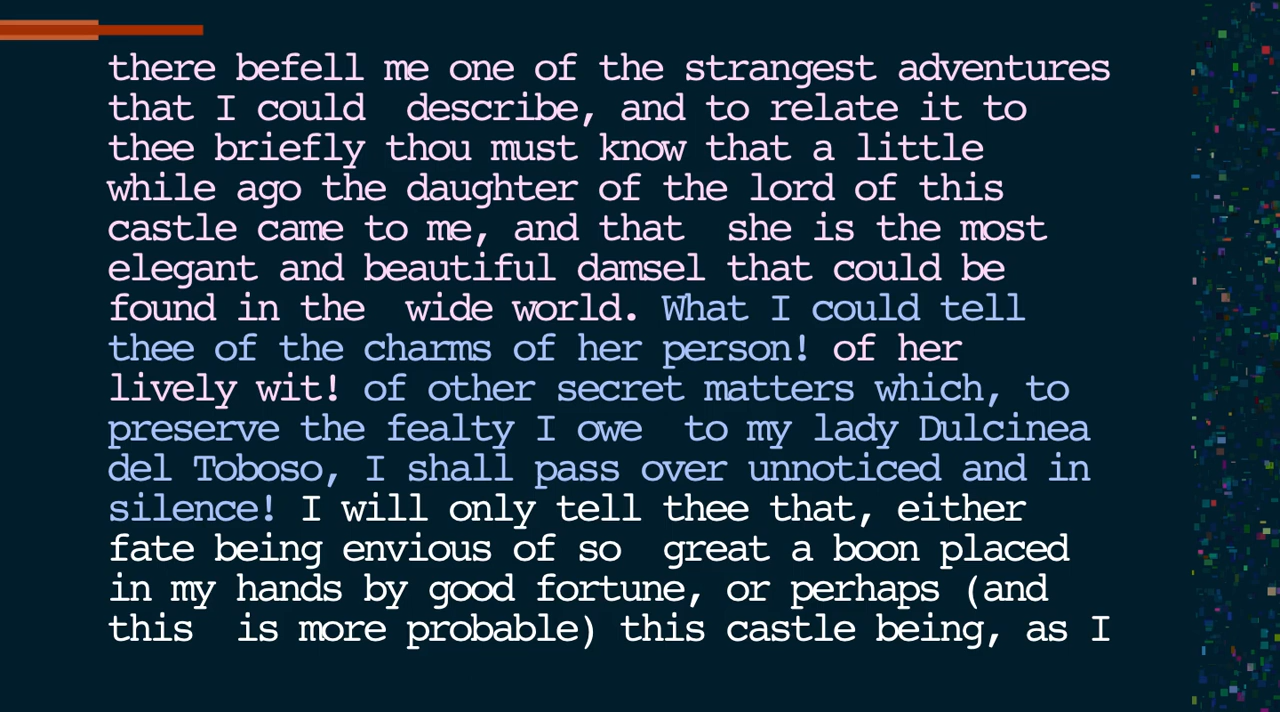 there befell me one of the strangest adventures
that I could  describe, and to relate it to
thee briefly thou must know that a little
while ago the daughter of the lord of this
castle came to me, and that  she is the most
elegant and beautiful damsel that could be
found in the  wide world. What I could tell
thee of the charms of her person! of her
lively wit! of other secret matters which, to
preserve the fealty I owe  to my lady Dulcinea
del Toboso, I shall pass over unnoticed and in
silence! I will only tell thee that, either
fate being envious of so  great a boon placed
in my hands by good fortune, or perhaps (and
this  is more probable) this castle being, as I